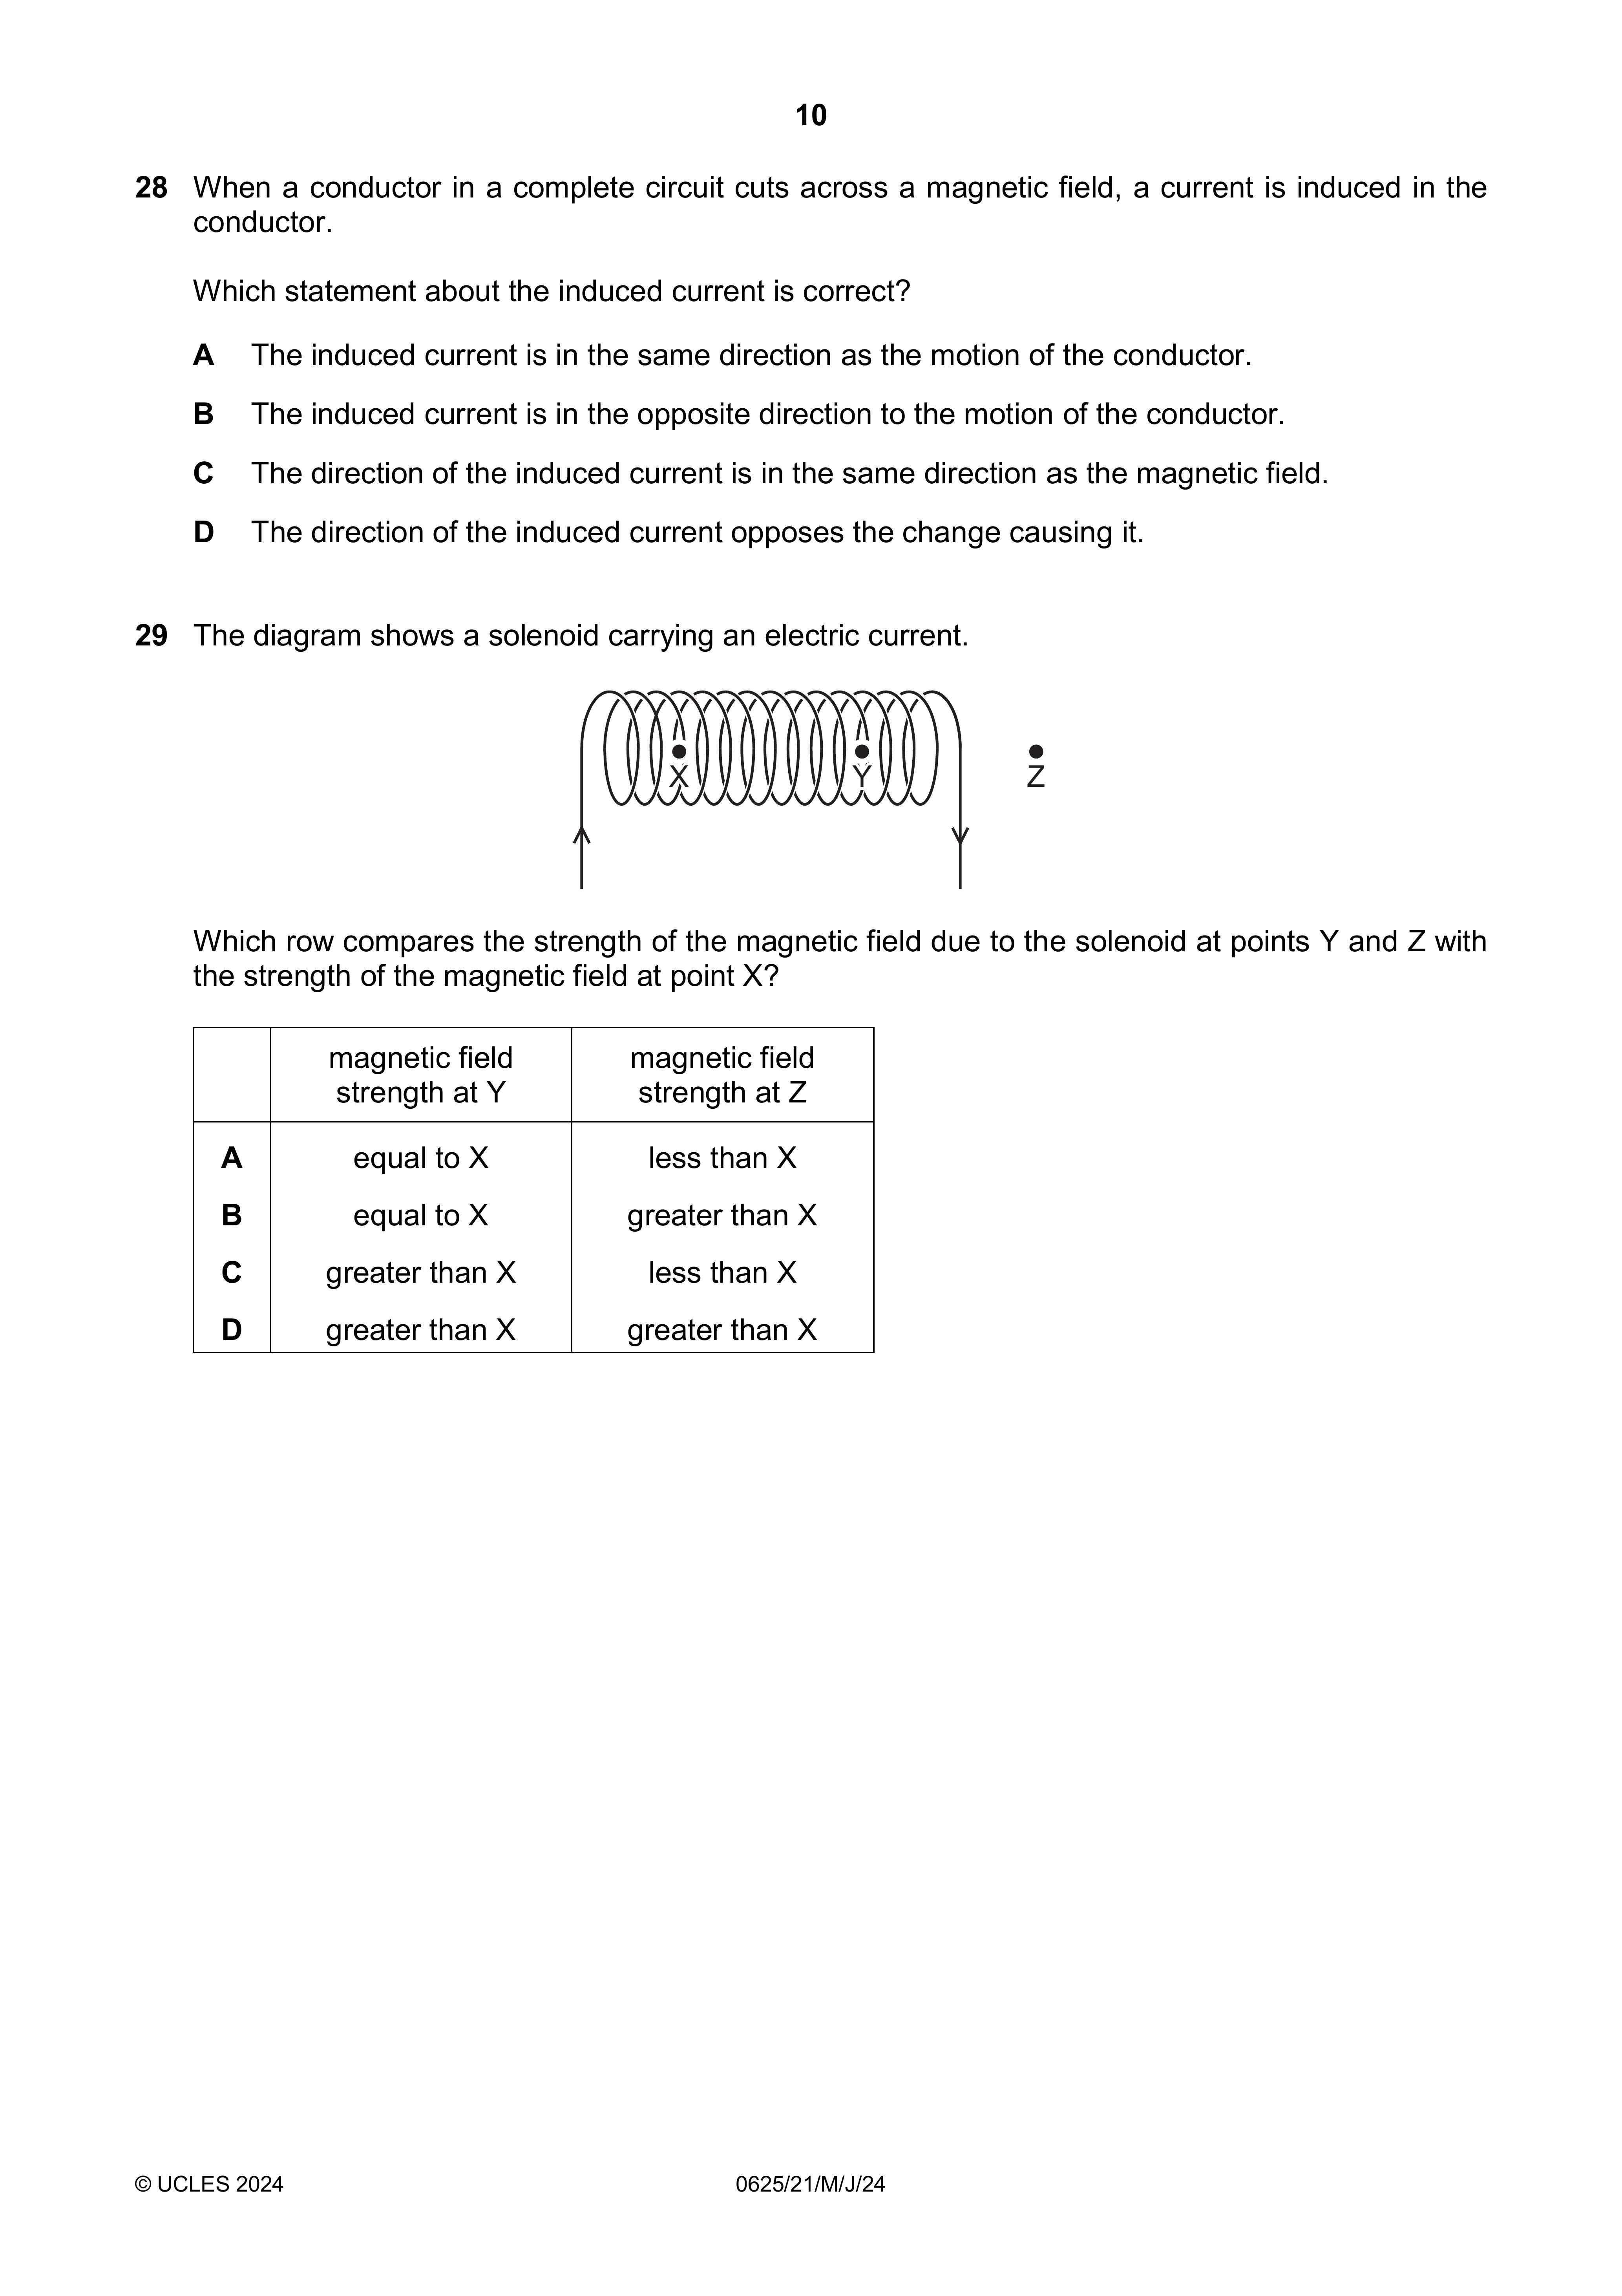 10
28 When a conductor in a complete circuit cuts across a magnetic field, a current is induced in the
conductor.
Which statement about the induced current is correct?
A The induced current is in the same direction as the motion of the conductor.
B The induced current is in the opposite direction to the motion of the conductor.
C The direction of the induced current is in the same direction as the magnetic field.
D The direction of the induced current opposes the change causing it.
29 The diagram shows a solenoid carrying an electric current.
X Y Z
Which row compares the strength of the magnetic field due to the solenoid at points Y and Z with
the strength of the magnetic field at point X?
magnetic field magnetic field
strength at Y strength at Z
A equal to X less than X
B equal to X greater than X
C greater than X less than X
D greater than X greater than X
© UCLES 2024 0625/21/M/J/24